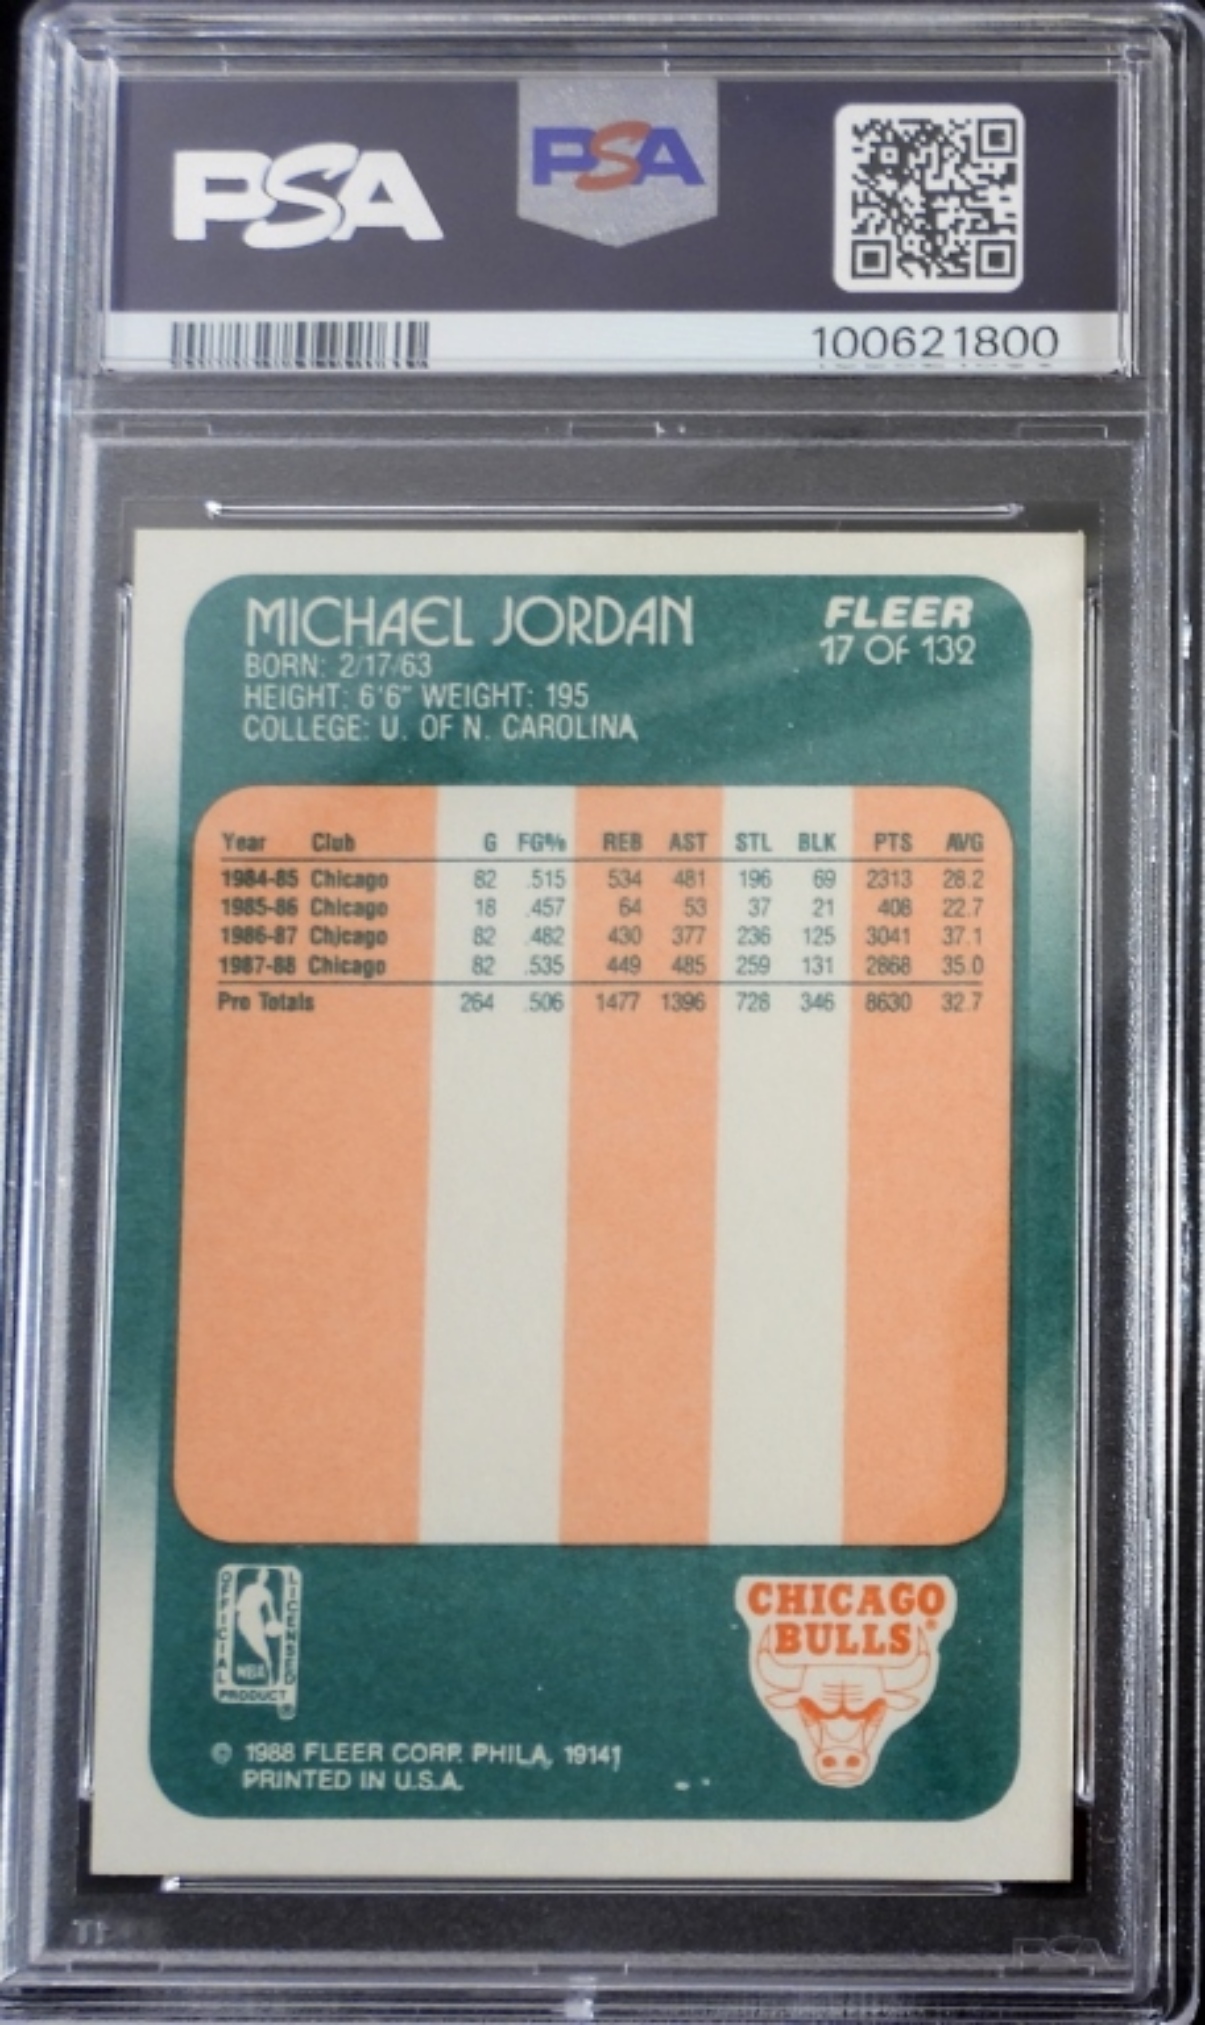 PSA
PSA
100621800
MICHAEL JORDAN
BORN: 2/17/63
HEIGHT: 6'6" WEIGHT: 195
COLLEGE: U. OF N. CAROLINA
FLEER
17 OF 132
Year Club G FG% REB AST STL BLK PTS AVG
1984-85 Chicago 82 .515 534 481 196 69 2313 28.2
1985-86 Chicago 18 .457 64 53 37 21 408 22.7
1986-87 Chicago 82 .482 430 377 236 125 3041 37.1
1987-88 Chicago 82 .535 449 485 259 131 2868 35.0
Pro Totals 264 .506 1477 1396 728 346 8630 32.7
OFFICIAL
LICENSED
NBA
PRODUCT
®
CHICAGO
BULLS®
© 1988 FLEER CORP. PHILA, 19141
PRINTED IN U.S.A.
PSA